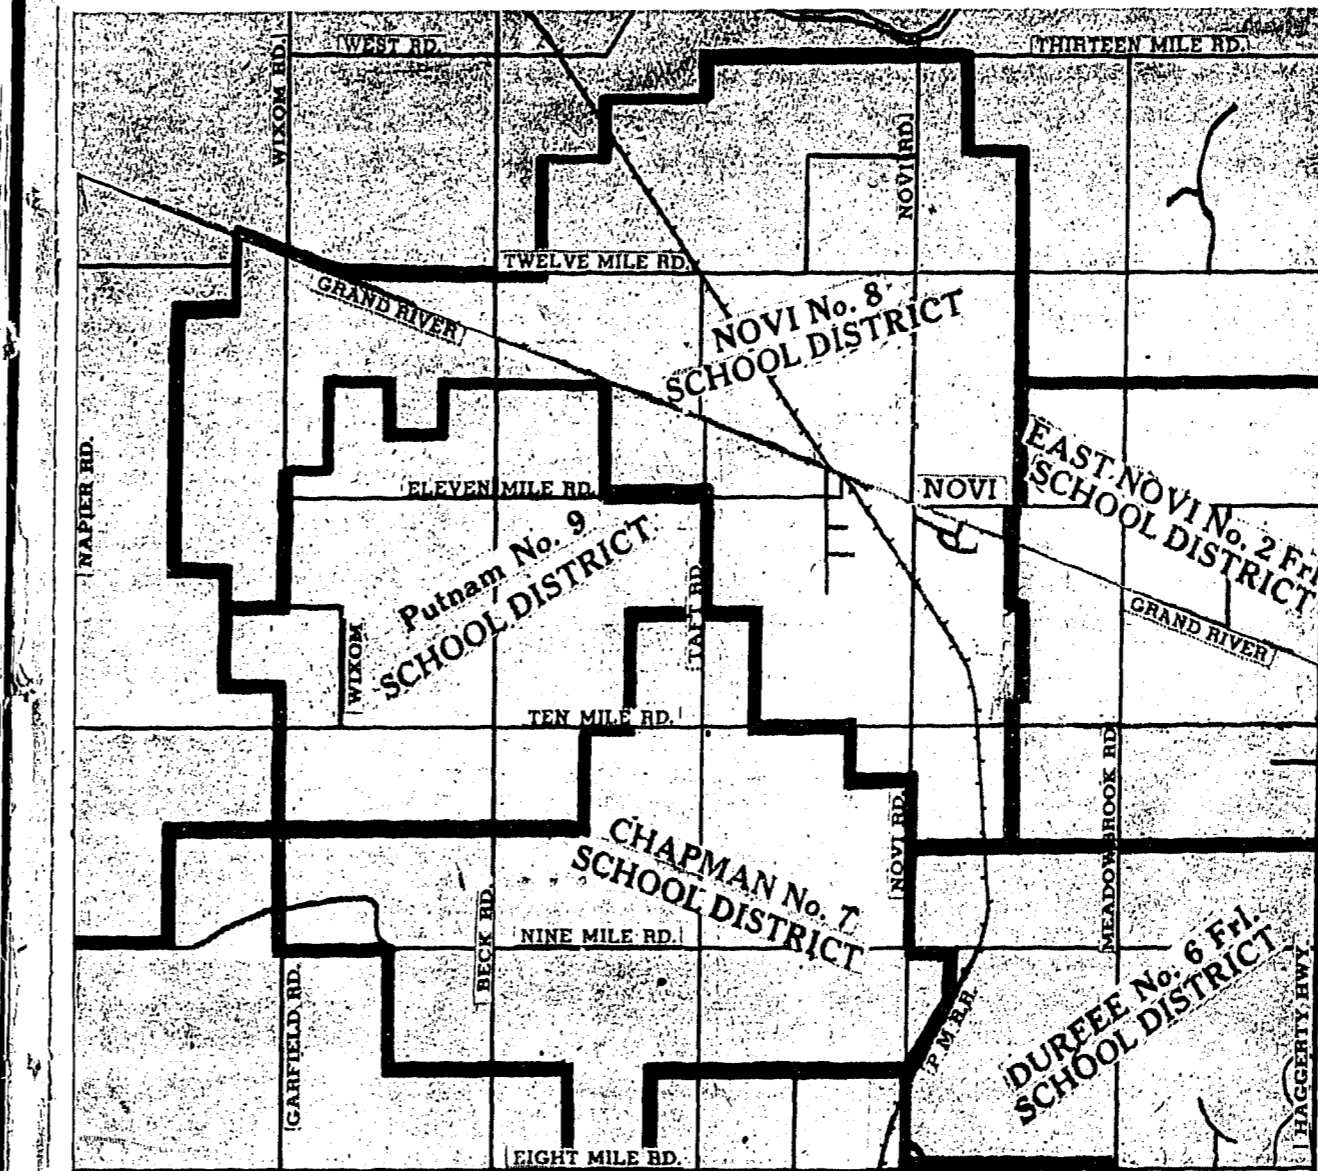 WEST RD.
THIRTEEN MILE RD.
WIXOM RD.
NOVI RD.
TWELVE MILE RD.
GRAND RIVER
NOVI No. 8
SCHOOL DISTRICT
NAPIER RD.
ELEVEN MILE RD.
NOVI
EAST NOVI No. 2 Frl.
SCHOOL DISTRICT
Putnam No. 9
SCHOOL DISTRICT
TAFT RD.
GRAND RIVER
WIXOM
TEN MILE RD.
MEADOWBROOK RD.
NOVI RD.
CHAPMAN No. 7
SCHOOL DISTRICT
NINE MILE RD.
BECK RD.
GARFIELD RD.
P. M. R.R.
DURFEE No. 6 Frl.
SCHOOL DISTRICT
HAGGERTY HWY.
EIGHT MILE RD.